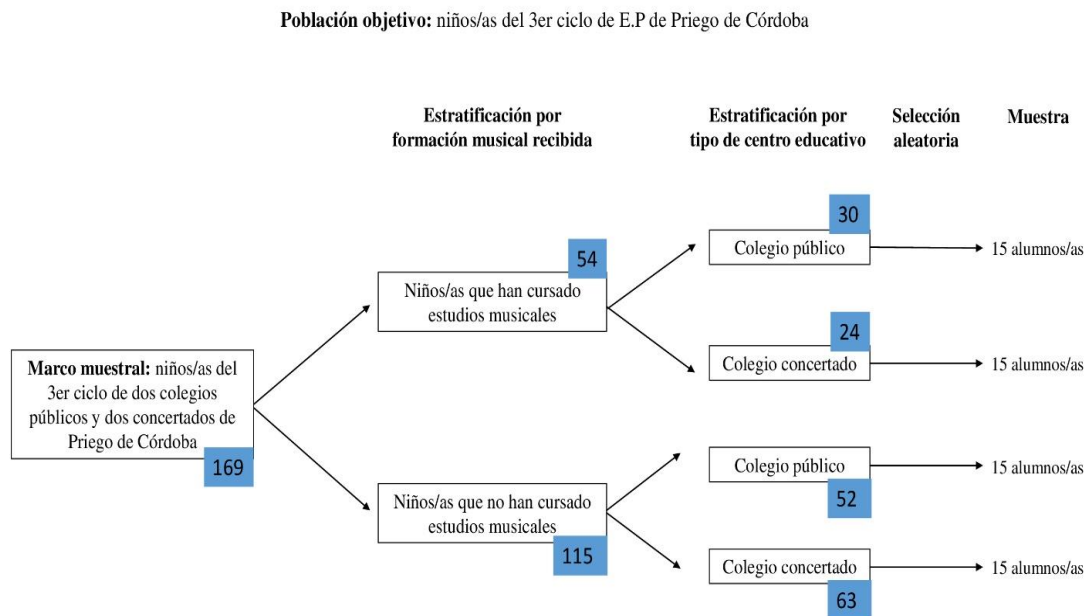 Población objetivo: niños/as del 3er ciclo de E.P de Priego de Córdoba
Estratificación por
formación musical recibida
Estratificación por
tipo de centro educativo
Selección
aleatoria
Muestra
Marco muestral: niños/as del
3er ciclo de dos colegios
públicos y dos concertados de
Priego de Córdoba
169
54
Niños/as que han cursado
estudios musicales
30
Colegio público
15 alumnos/as
24
Colegio concertado
15 alumnos/as
Niños/as que no han cursado
estudios musicales
115
Colegio público
52
15 alumnos/as
Colegio concertado
63
15 alumnos/as